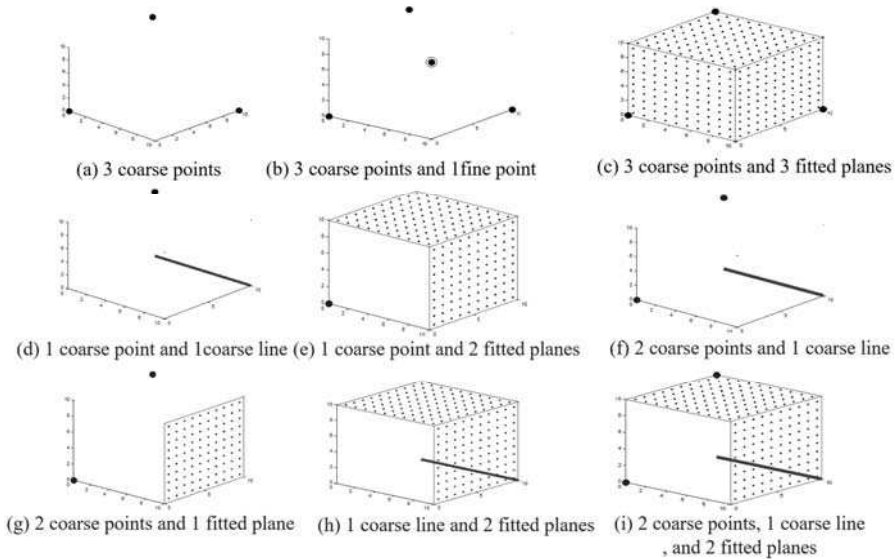 (a) 3 coarse points
(b) 3 coarse points and 1fine point
(c) 3 coarse points and 3 fitted planes
(d) 1 coarse point and 1coarse line
(e) 1 coarse point and 2 fitted planes
(f) 2 coarse points and 1 coarse line
(g) 2 coarse points and 1 fitted plane
(h) 1 coarse line and 2 fitted planes
(i) 2 coarse points, 1 coarse line
, and 2 fitted planes